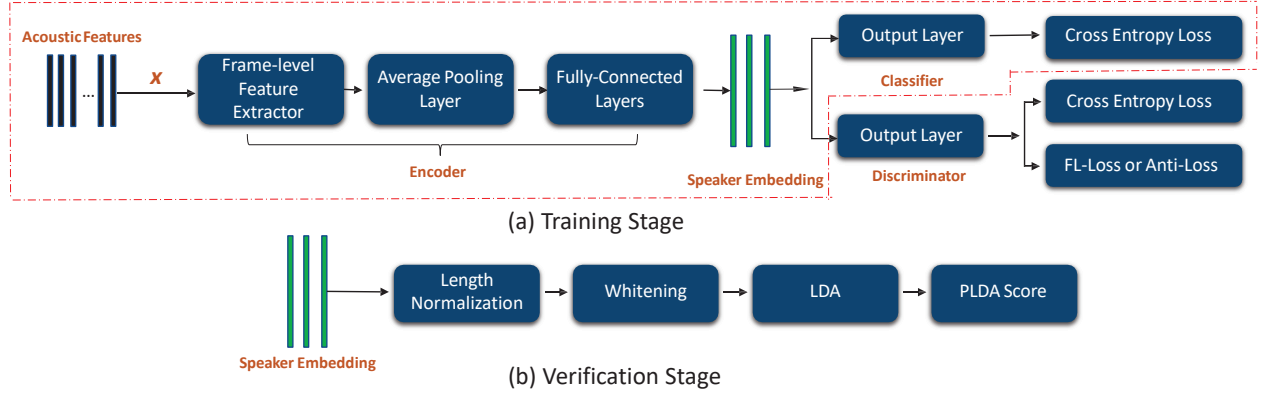 Acoustic Features
...
x
Frame-level
Feature
Extractor
Average Pooling
Layer
Fully-Connected
Layers
Encoder
Speaker Embedding
Output Layer
Cross Entropy Loss
Classifier
Output Layer
Cross Entropy Loss
FL-Loss or Anti-Loss
Discriminator
(a) Training Stage
Speaker Embedding
Length
Normalization
Whitening
LDA
PLDA Score
(b) Verification Stage